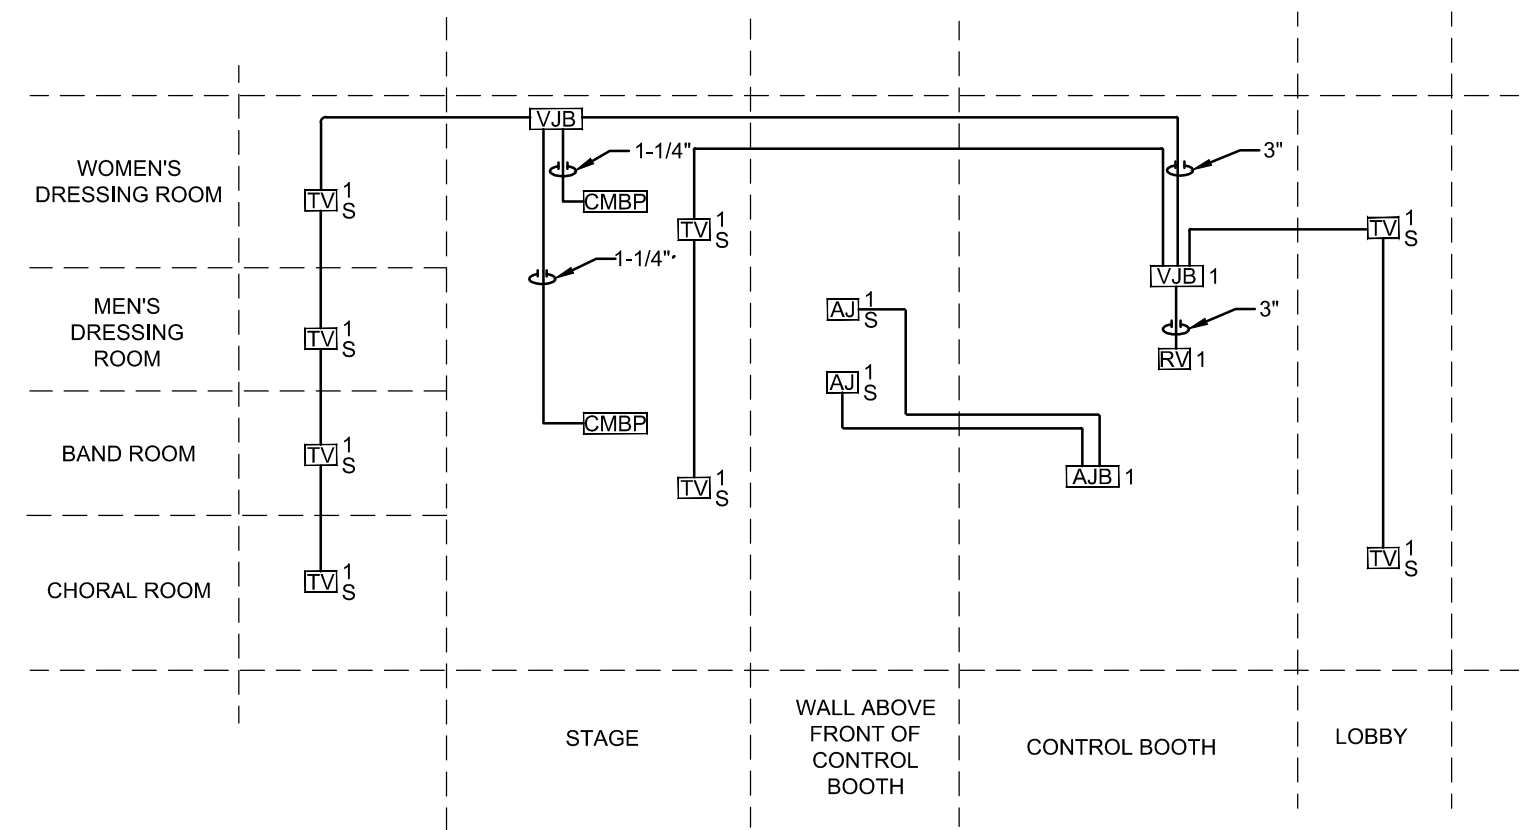 VJB
1-1/4"
3"
WOMEN'S
DRESSING ROOM
TV 1
S
CMBP
TV 1
S
TV 1
S
1-1/4"
VJB 1
MEN'S
DRESSING
ROOM
TV 1
S
AJ 1
S
3"
RV 1
AJ 1
S
CMBP
BAND ROOM
TV 1
S
TV 1
S
AJB 1
CHORAL ROOM
TV 1
S
TV 1
S
STAGE
WALL ABOVE
FRONT OF
CONTROL
BOOTH
CONTROL BOOTH
LOBBY